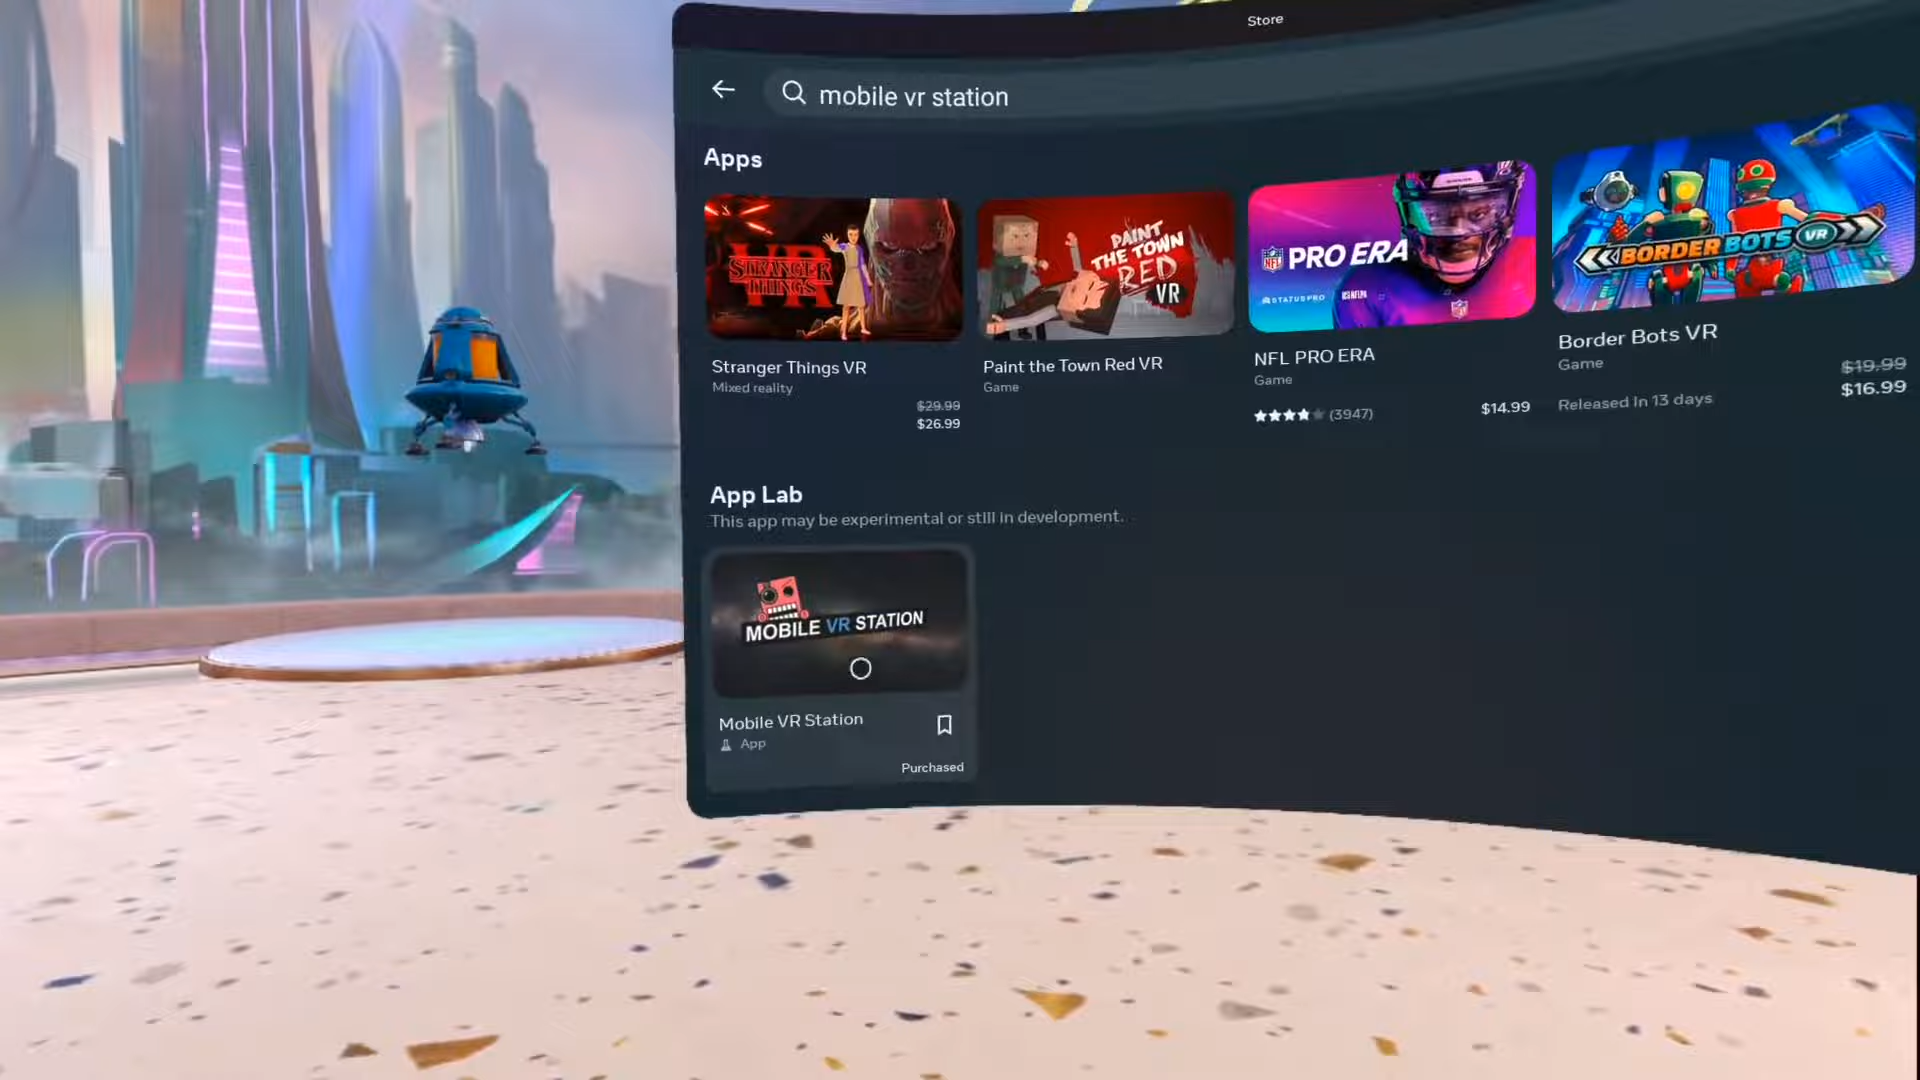 Store
mobile vr station
Apps
STRANGER
THINGS
VR
PAINT
THE TOWN
RED
VR
NFL PRO ERA
STATUSPRO
NFLPA
BORDER BOTS VR
Stranger Things VR
Mixed reality
$29.99
$26.99
Paint the Town Red VR
Game
NFL PRO ERA
Game
(3947)
$14.99
Border Bots VR
Game
Released in 13 days
$19.99
$16.99
App Lab
This app may be experimental or still in development.
MOBILE VR STATION
Mobile VR Station
App
Purchased